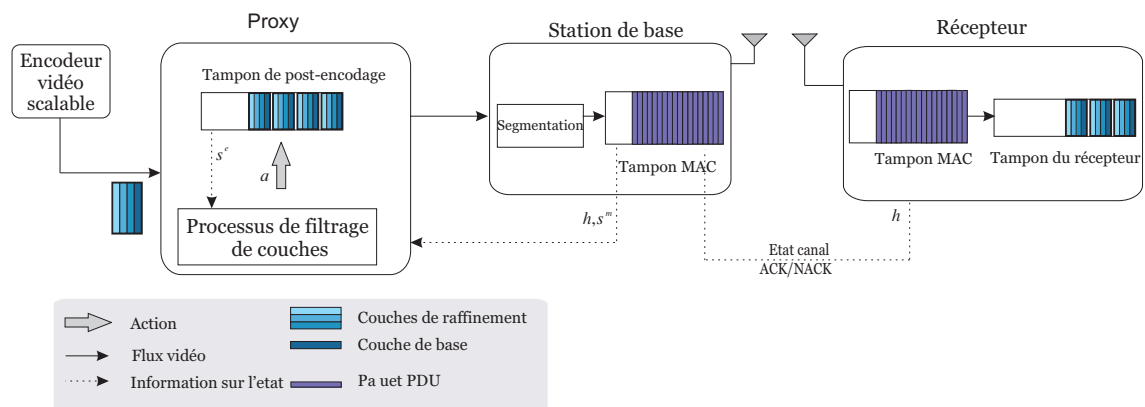 Proxy
Station de base
Récepteur
Encodeur
vidéo
scalable
Tampon de post-encodage
s^e
a
Processus de filtrage
de couches
Segmentation
Tampon MAC
h,s^m
Tampon MAC
Tampon du récepteur
h
Etat canal
ACK/NACK
Action
Flux vidéo
Information sur l'etat
Couches de raffinement
Couche de base
Pa uet PDU